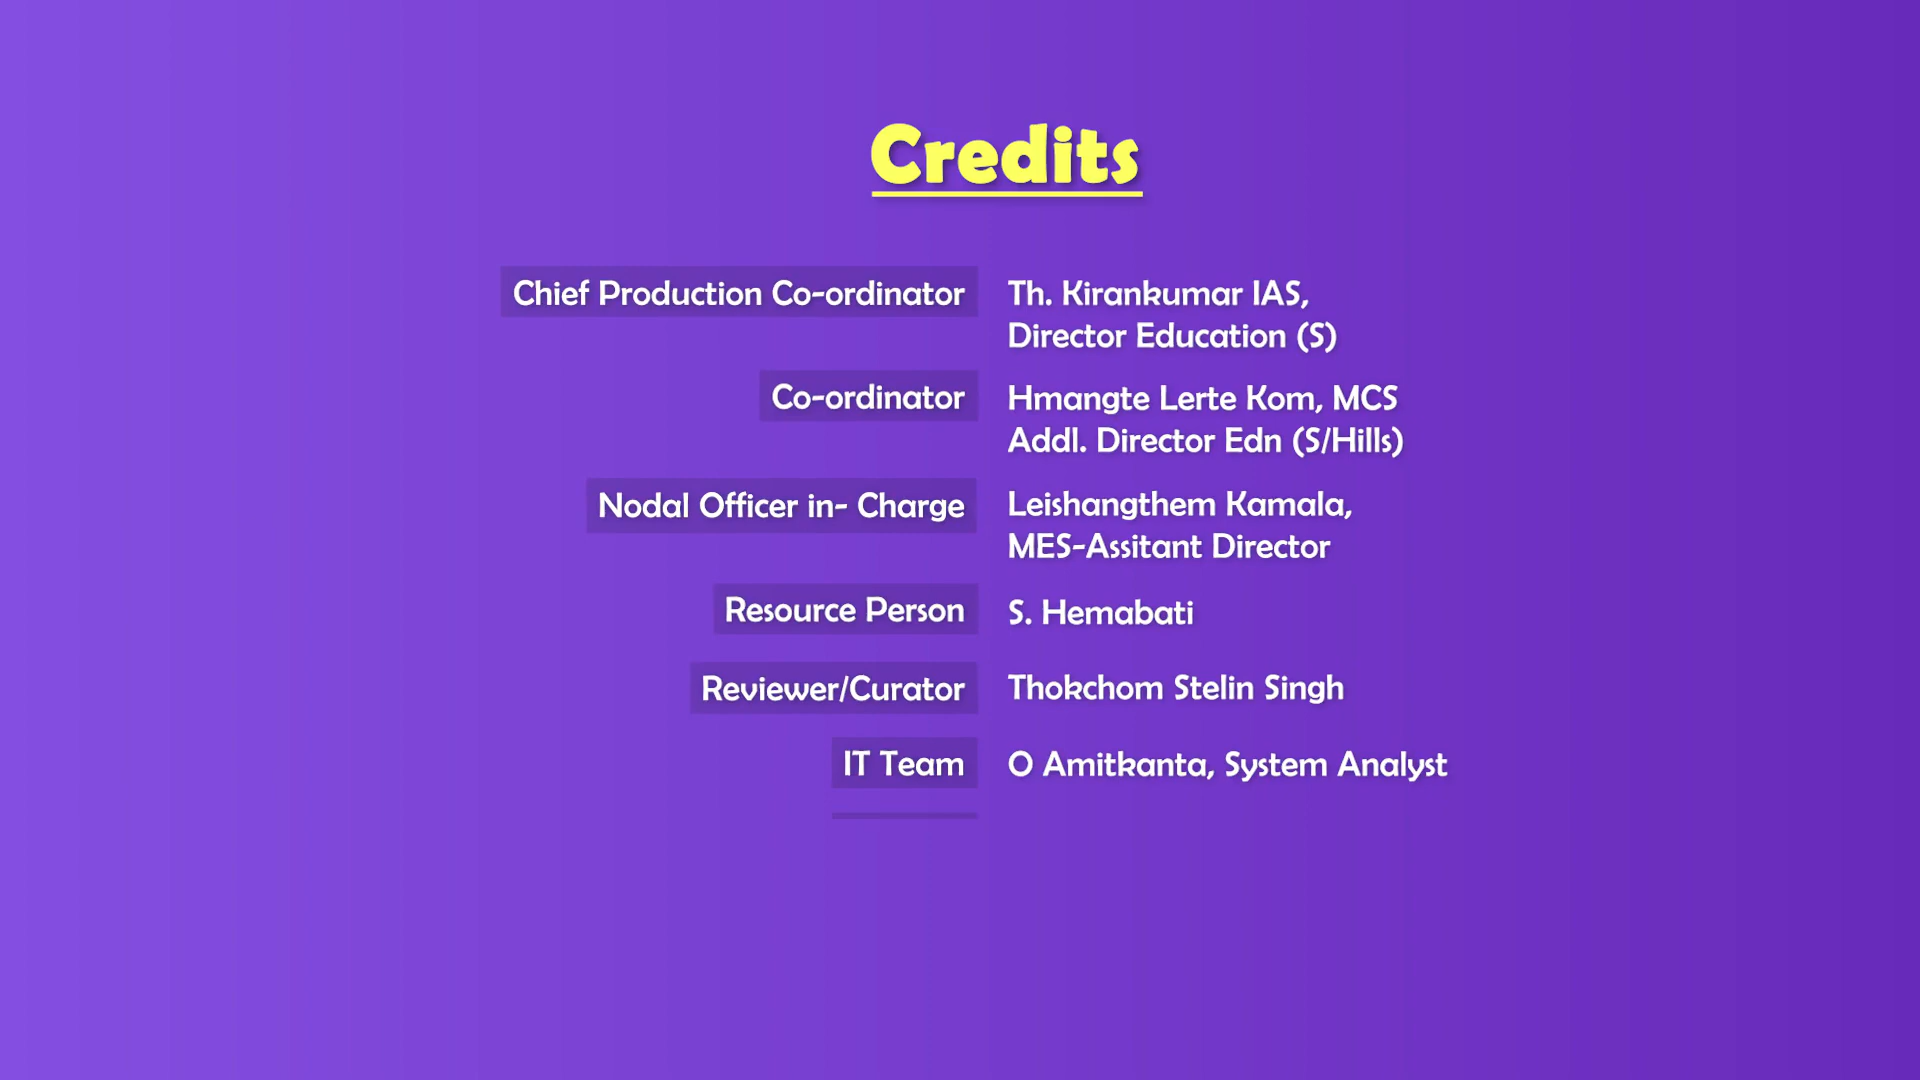 Credits
Chief Production Co-ordinator Th. Kirankumar IAS,
Director Education (S)
Co-ordinator Hmangte Lerte Kom, MCS
Addl. Director Edn (S/Hills)
Nodal Officer in- Charge Leishangthem Kamala,
MES-Assitant Director
Resource Person S. Hemabati
Reviewer/Curator Thokchom Stelin Singh
IT Team O Amitkanta, System Analyst